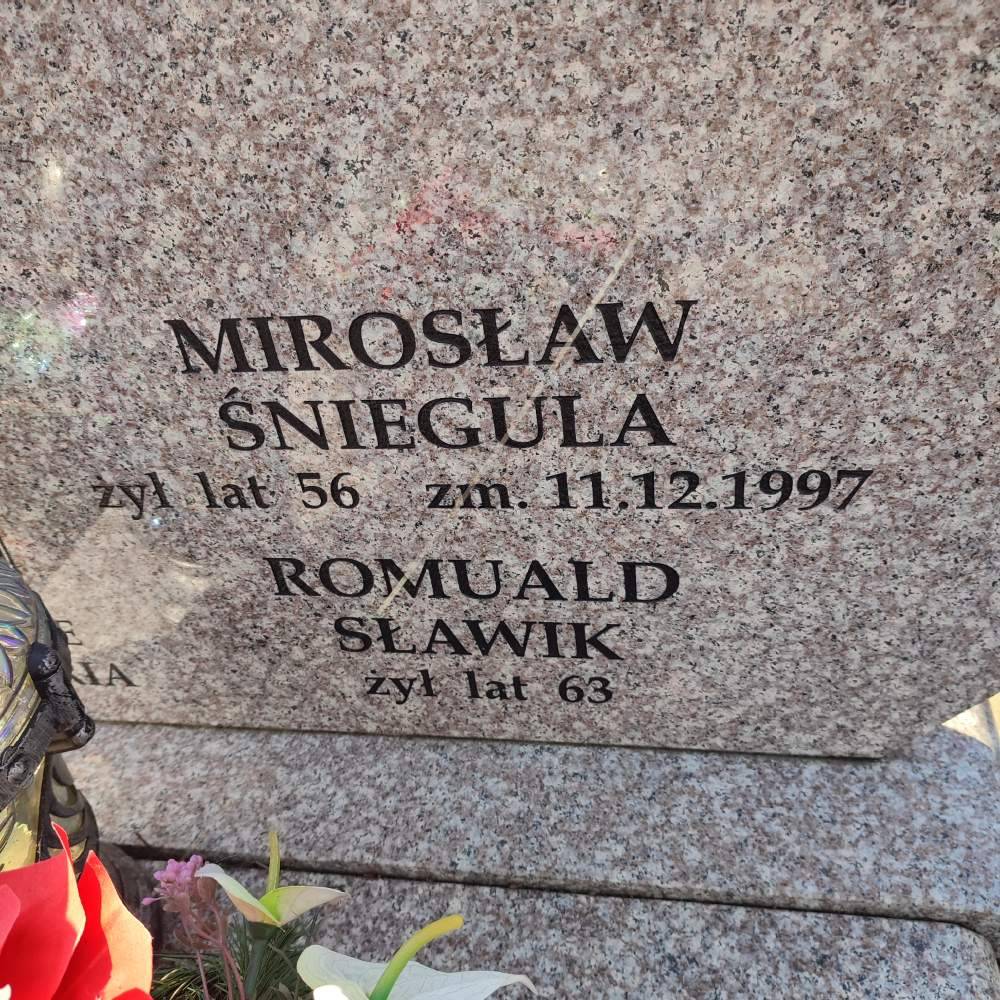 MIROSŁAW
ŚNIEGULA
żył lat 56 zm. 11.12.1997
ROMUALD
SŁAWIK
żył lat 63